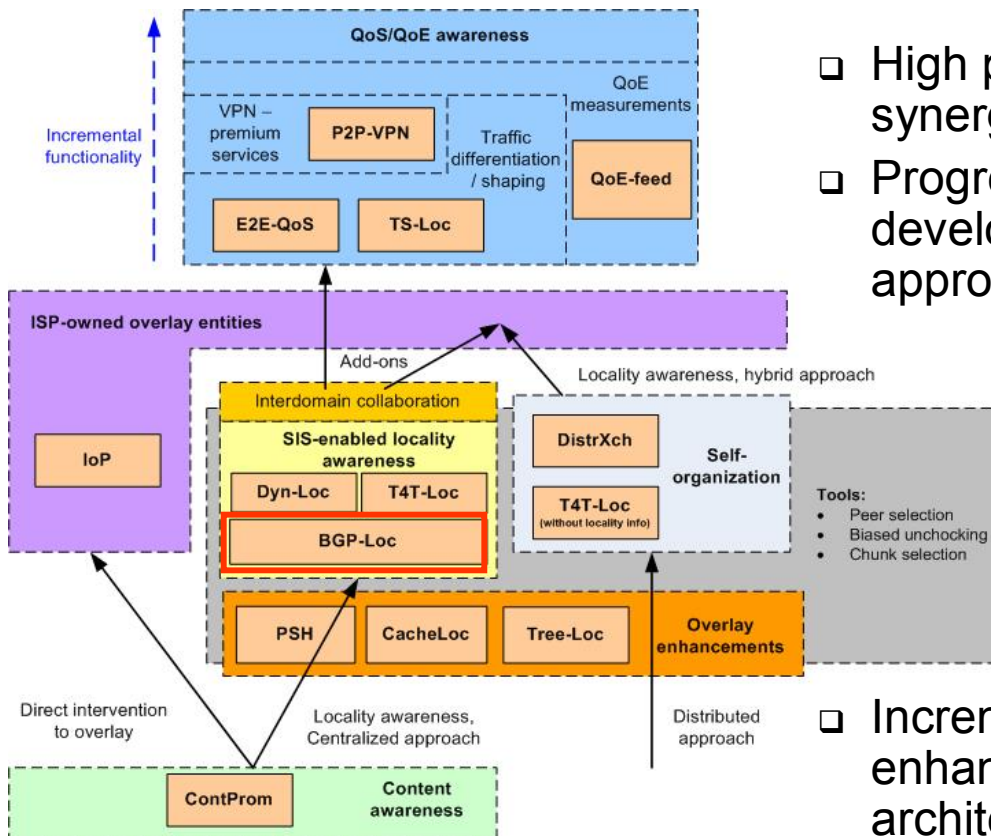 QoS/QoE awareness
Incremental
functionality
VPN –
premium
services
P2P-VPN
Traffic
differentiation
/ shaping
QoE
measurements
QoE-feed
E2E-QoS
TS-Loc
ISP-owned overlay entities
Add-ons
Locality awareness, hybrid approach
Interdomain collaboration
SIS-enabled locality
awareness
IoP
Dyn-Loc
T4T-Loc
BGP-Loc
DistrXch
Self-
organization
T4T-Loc
(without locality info)
Tools:
• Peer selection
• Biased unchocking
• Chunk selection
PSH
CacheLoc
Tree-Loc
Overlay
enhancements
Direct intervention
to overlay
Locality awareness,
Centralized approach
Distributed
approach
ContProm
Content
awareness
❑ High p
synerg
❑ Progre
develo
appro
❑ Increr
enhan
archite